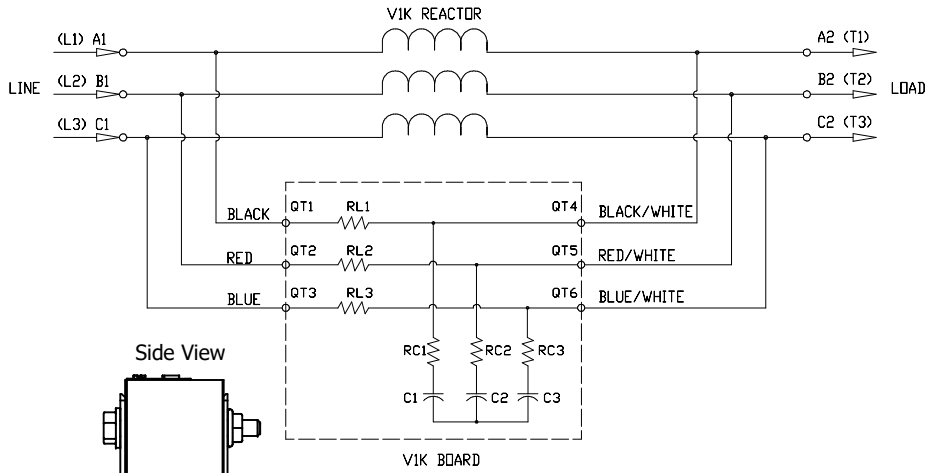 V1K REACTOR
(L1) A1
A2 (T1)
LINE
(L2) B1
B2 (T2)
LOAD
(L3) C1
C2 (T3)
BLACK
QT1
RL1
QT4
BLACK/WHITE
RED
QT2
RL2
QT5
RED/WHITE
BLUE
QT3
RL3
QT6
BLUE/WHITE
RC1
RC2
RC3
Side View
C1
C2
C3
V1K BOARD